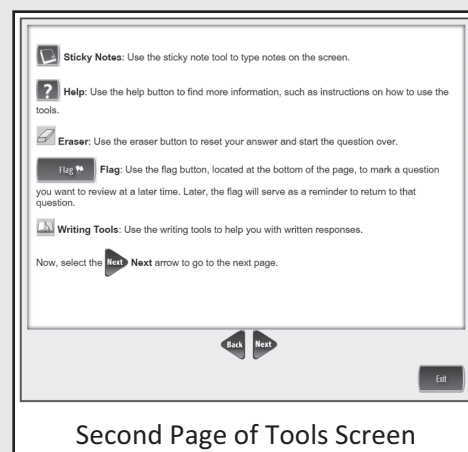 Sticky Notes: Use the sticky note tool to type notes on the screen.
? Help: Use the help button to find more information, such as instructions on how to use the
tools.
Eraser: Use the eraser button to reset your answer and start the question over.
Flag Flag: Use the flag button, located at the bottom of the page, to mark a question
you want to review at a later time. Later, the flag will serve as a reminder to return to that
question.
Writing Tools: Use the writing tools to help you with written responses.
Now, select the Next Next arrow to go to the next page.
Back Next
Exit
Second Page of Tools Screen